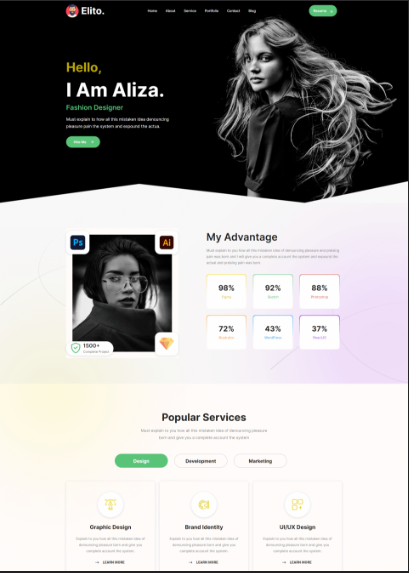 Elito.
Home About Service Portfolio Contact Blog
Resume
Hello,
I Am Aliza.
Fashion Designer
Must explain to you how all this mistaken idea denouncing
pleasure pain the system and expound the actus.
Hire Me
My Advantage
Must explain to you how all this mistaken idea of denouncing pleasure and praising
pain was born and I will give you a complete account the system and expound the
actual and praising pain was born.
Ps
Ai
98%
92%
88%
Figma
Sketch
Photoshop
72%
43%
37%
Illustrator
WordPress
1500+
Complete Project
Popular Services
Must explain to you how all this mistaken idea of denouncing pleasure
born and give you a complete account the system
Design
Development
Marketing
Graphic Design
Brand Identity
UI/UX Design
Explain to you how all this mistaken idea of
denouncing pleasure born and give you
complete account the system
Explain to you how all this mistaken idea of
denouncing pleasure born and give you
complete account the system
Explain to you how all this mistaken idea of
denouncing pleasure born and give you
complete account the system
LEARN MORE
LEARN MORE
LEARN MORE